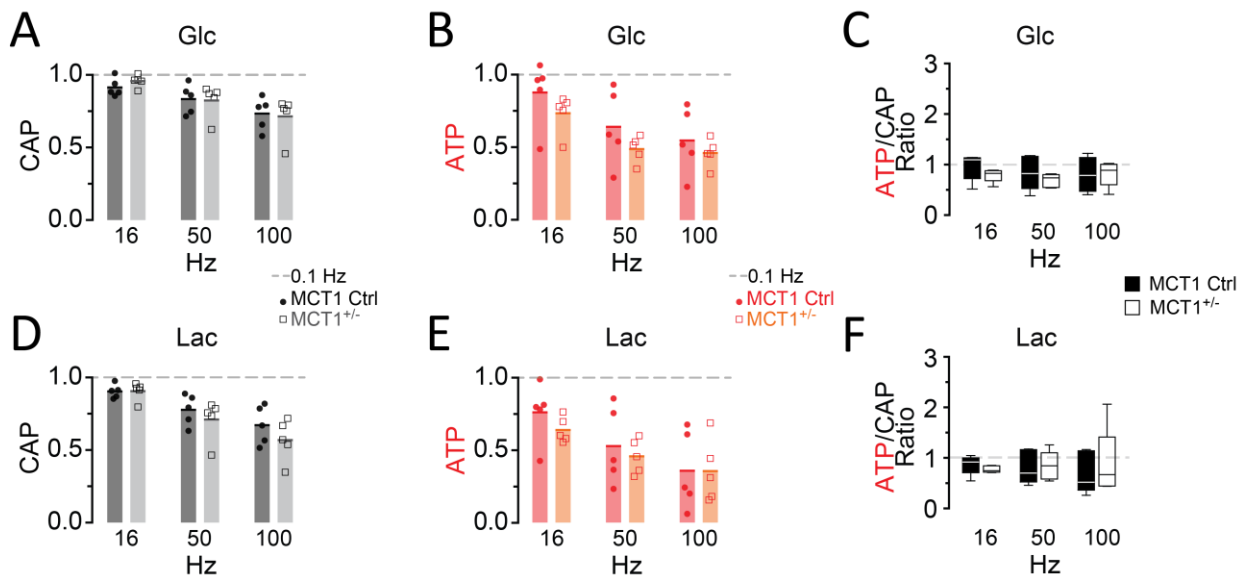 A
Glc
CAP
1.0
0.5
0.0
16
50
100
Hz
B
Glc
ATP
1.0
0.5
0.0
16
50
100
Hz
C
Glc
ATP/CAP
Ratio
3
2
1
0
16
50
100
Hz
0.1 Hz
MCT1 Ctrl
MCT1+/-
0.1 Hz
MCT1 Ctrl
MCT1+/-
MCT1 Ctrl
MCT1+/-
D
Lac
CAP
1.0
0.5
0.0
16
50
100
Hz
E
Lac
ATP
1.0
0.5
0.0
16
50
100
Hz
F
Lac
ATP/CAP
Ratio
3
2
1
0
16
50
100
Hz